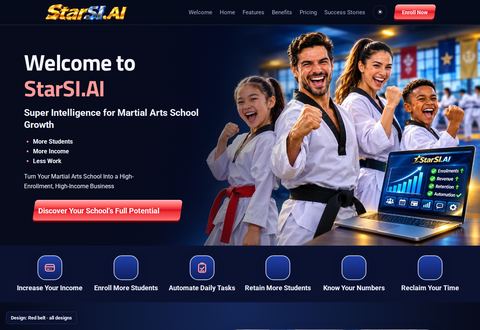 StarSI.AI
Welcome Home Features Benefits Pricing Success Stories
Enroll Now
Welcome to
StarSI.AI
Super Intelligence for Martial Arts School
Growth
More Students
More Income
Less Work
Turn Your Martial Arts School Into a High-
Enrollment, High-Income Business
Discover Your School's Full Potential
StarSI.AI
Enrollments
Revenue
Retention
Automation
Increase Your Income
Enroll More Students
Automate Daily Tasks
Retain More Students
Know Your Numbers
Reclaim Your Time
Design: Red belt - all designs